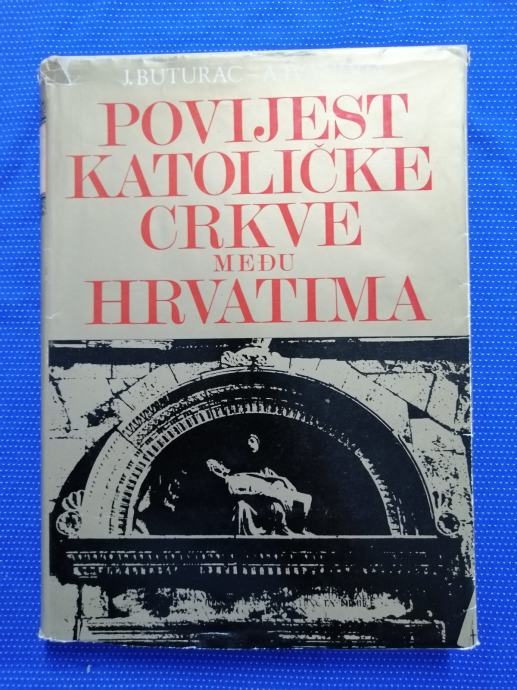 J. BUTURAC – A.
POVIJEST
KATOLIČKE
CRKVE
MEĐU
HRVATIMA